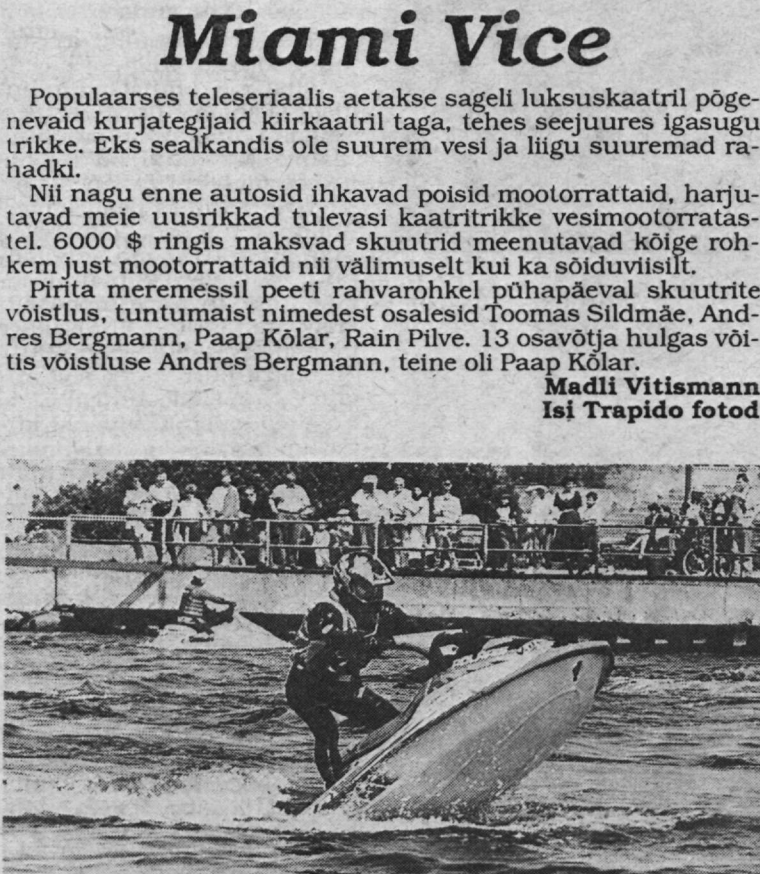 Miami Vice
Populaarses teleseriaalis aetakse sageli luksuskaatril põge-
nevaid kurjategijaid kiirkaatril taga, tehes seejuures igasugu
trikke. Eks sealkandis ole suurem vesi ja liigu suuremad ra-
hadki.
Nii nagu enne autosid ihkavad poisid mootorrattaid, harju-
tavad meie uusrikkad tulevasi kaatritrikke vesimootorratas-
tel. 6000 $ ringis maksvad skuutrid meenutavad kõige roh-
kem just mootorrattaid nii välimuselt kui ka sõiduviisilt.
Pirita meremessil peeti rahvarohkel pühapäeval skuutrite
võistlus, tuntumaist nimedest osalesid Toomas Sildmäe, And-
res Bergmann, Paap Kõlar, Rain Pilve. 13 osavõtja hulgas või-
tis võistluse Andres Bergmann, teine oli Paap Kõlar.
Madli Vitismann
Isi Trapido fotod